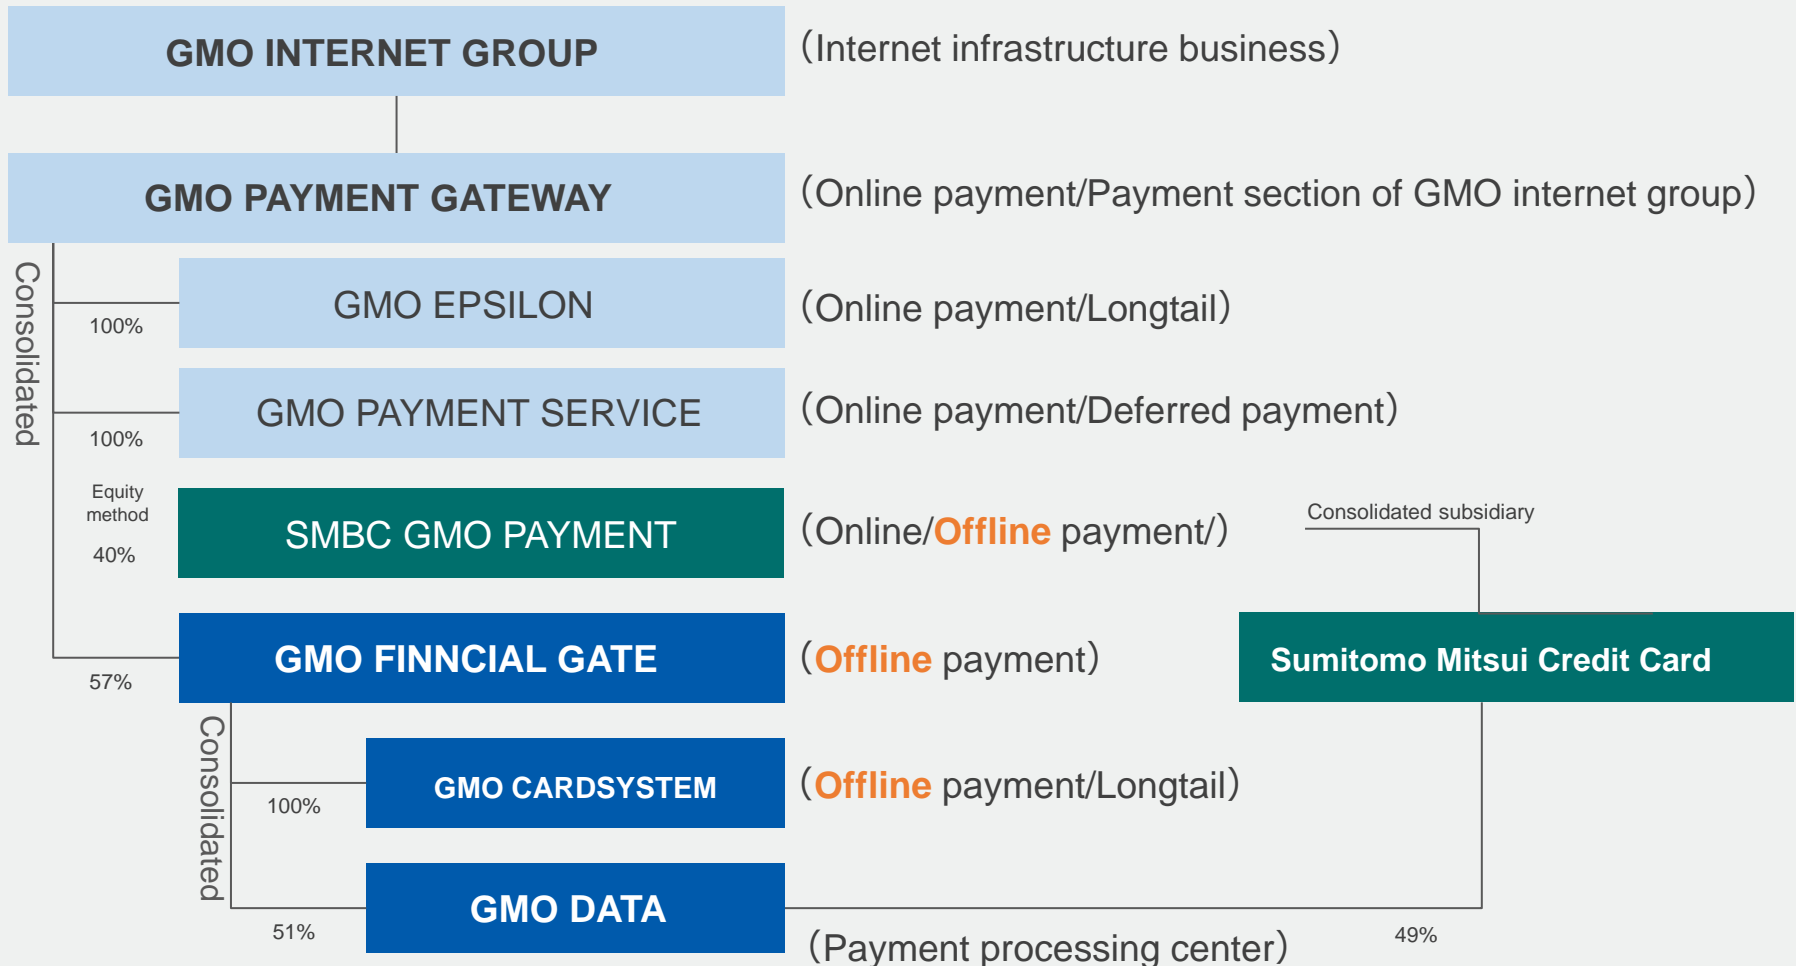 GMO INTERNET GROUP
（Internet infrastructure business）
GMO PAYMENT GATEWAY
（Online payment/Payment section of GMO internet group）
Consolidated
100%
GMO EPSILON
（Online payment/Longtail）
100%
GMO PAYMENT SERVICE
（Online payment/Deferred payment）
Equity
method
40%
SMBC GMO PAYMENT
（Online/Offline payment/）
Consolidated subsidiary
57%
GMO FINNCIAL GATE
（Offline payment）
Sumitomo Mitsui Credit Card
Consolidated
100%
GMO CARDSYSTEM
（Offline payment/Longtail）
51%
GMO DATA
（Payment processing center）
49%